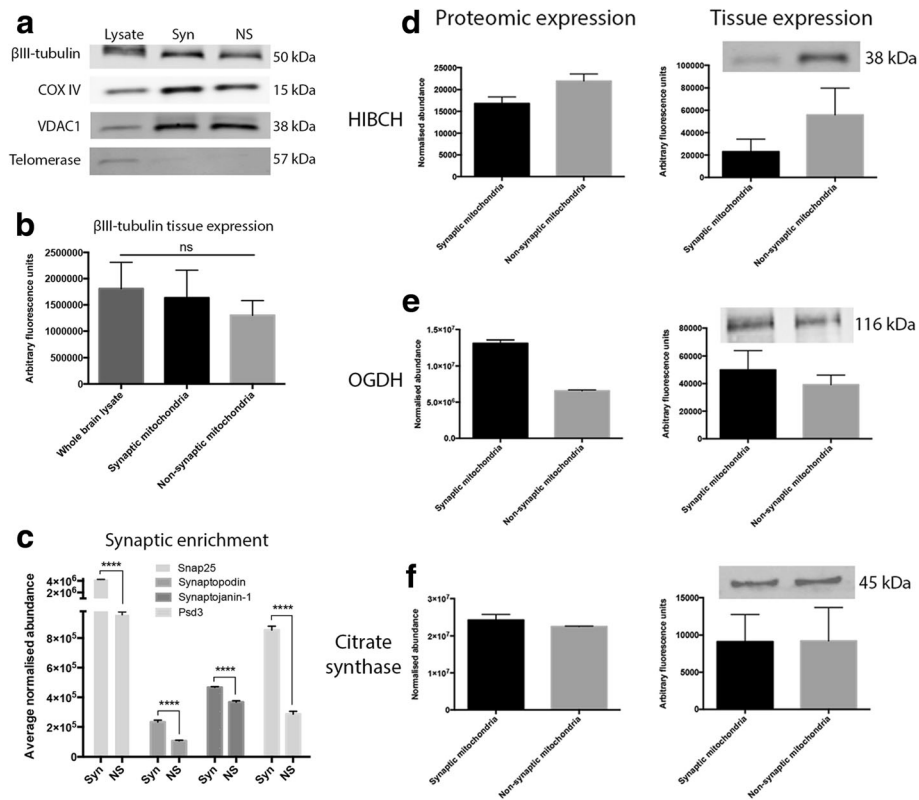 a
Lysate Syn NS
βIII-tubulin 50 kDa
COX IV 15 kDa
VDAC1 38 kDa
Telomerase 57 kDa
b
βIII-tubulin tissue expression
ns
Arbitrary fluorescence units
2500000
2000000
1500000
1000000
500000
0
Whole brain lysate
Synaptic mitochondria
Non-synaptic mitochondria
c
Synaptic enrichment
Average normalised abundance
4×10⁶
2×10⁶
8×10⁵
6×10⁵
4×10⁵
2×10⁵
0
****
****
****
****
Snap25
Synaptopodin
Synaptojanin-1
Psd3
Syn NS Syn NS Syn NS Syn NS
d
Proteomic expression
Tissue expression
HIBCH
Normalised abundance
25000
20000
15000
10000
5000
0
Synaptic mitochondria
Non-synaptic mitochondria
38 kDa
Arbitrary fluorescence units
100000
80000
60000
40000
20000
0
Synaptic mitochondria
Non-synaptic mitochondria
e
OGDH
Normalised abundance
1.5×10⁷
1.0×10⁷
5.0×10⁶
0.0
Synaptic mitochondria
Non-synaptic mitochondria
116 kDa
Arbitrary fluorescence units
80000
60000
40000
20000
0
Synaptic mitochondria
Non-synaptic mitochondria
f
Citrate
synthase
Normalised abundance
3×10⁷
2×10⁷
1×10⁷
0
Synaptic mitochondria
Non-synaptic mitochondria
45 kDa
Arbitrary fluorescence units
15000
10000
5000
0
Synaptic mitochondria
Non-synaptic mitochondria